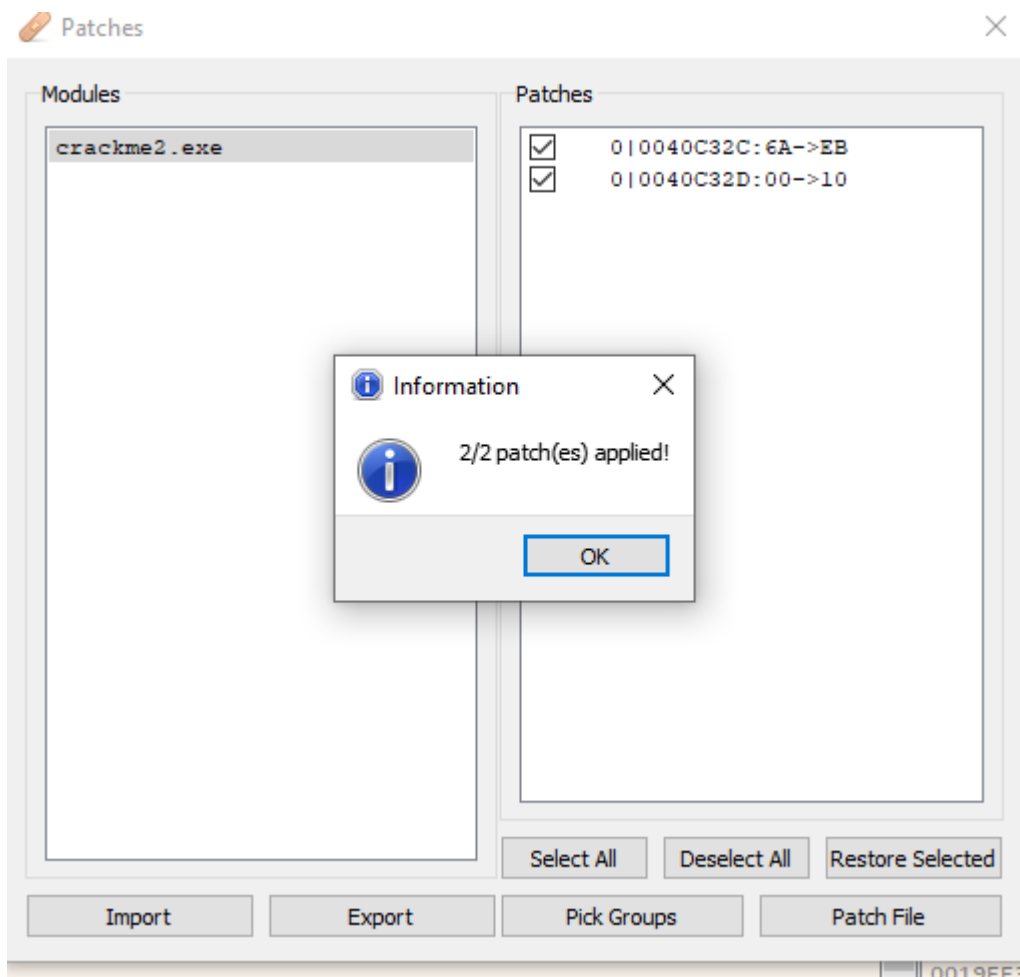 Patches
Modules
Patches
crackme2.exe
0|0040C32C:6A->EB
0|0040C32D:00->10
Information
2/2 patch(es) applied!
OK
Select All
Deselect All
Restore Selected
Import
Export
Pick Groups
Patch File